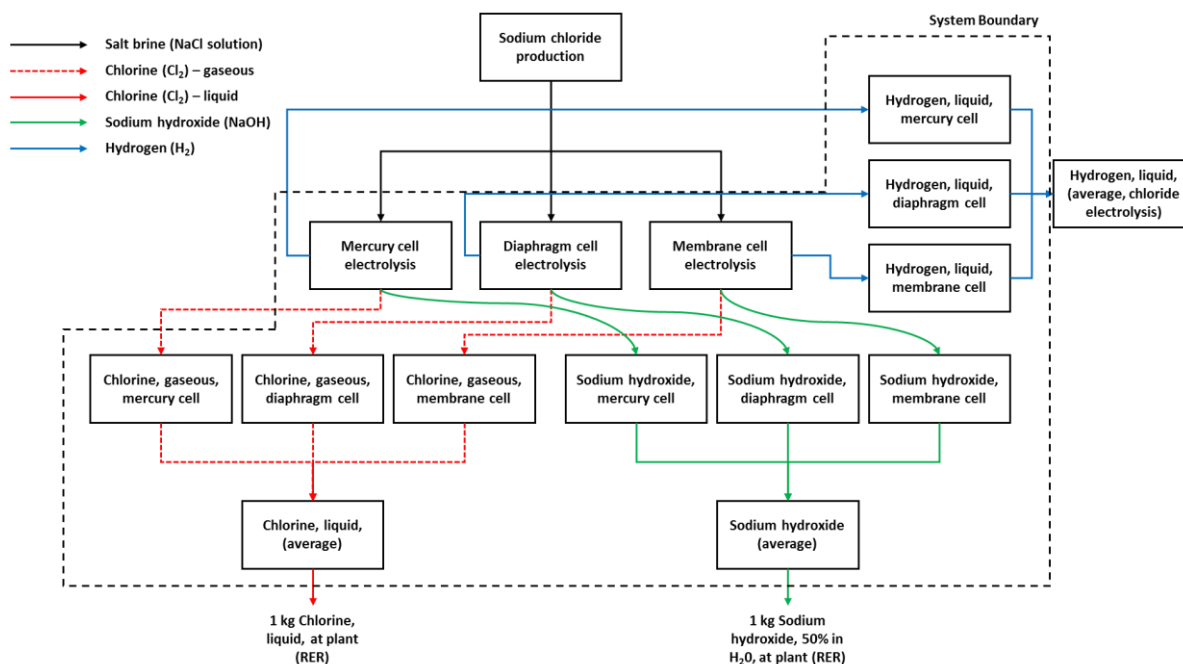 System Boundary
Salt brine (NaCl solution)
Chlorine (Cl₂) – gaseous
Chlorine (Cl₂) – liquid
Sodium hydroxide (NaOH)
Hydrogen (H₂)
Sodium chloride
production
Hydrogen, liquid,
mercury cell
Hydrogen, liquid,
diaphragm cell
Hydrogen, liquid,
(average, chloride
electrolysis)
Mercury cell
electrolysis
Diaphragm cell
electrolysis
Membrane cell
electrolysis
Hydrogen, liquid,
membrane cell
Chlorine, gaseous,
mercury cell
Chlorine, gaseous,
diaphragm cell
Chlorine, gaseous,
membrane cell
Sodium hydroxide,
mercury cell
Sodium hydroxide,
diaphragm cell
Sodium hydroxide,
membrane cell
Chlorine, liquid,
(average)
Sodium hydroxide
(average)
1 kg Chlorine,
liquid, at plant
(RER)
1 kg Sodium
hydroxide, 50% in
H₂0, at plant (RER)